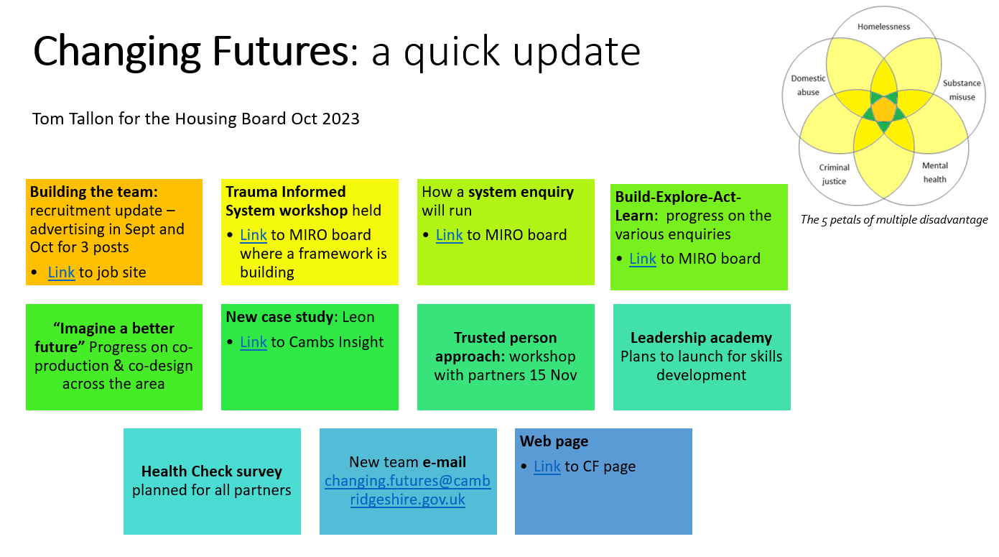 Changing Futures: a quick update
Tom Tallon for the Housing Board Oct 2023
Homelessness
Domestic
abuse
Substance
misuse
Criminal
justice
Mental
health
The 5 petals of multiple disadvantage
Building the team:
recruitment update –
advertising in Sept and
Oct for 3 posts
• Link to job site
Trauma Informed
System workshop held
• Link to MIRO board
where a framework is
building
How a system enquiry
will run
• Link to MIRO board
Build-Explore-Act-
Learn: progress on the
various enquiries
• Link to MIRO board
“Imagine a better
future” Progress on co-
production & co-design
across the area
New case study: Leon
• Link to Cambs Insight
Trusted person
approach: workshop
with partners 15 Nov
Leadership academy
Plans to launch for skills
development
Health Check survey
planned for all partners
New team e-mail
changing.futures@camb
ridgeshire.gov.uk
Web page
• Link to CF page